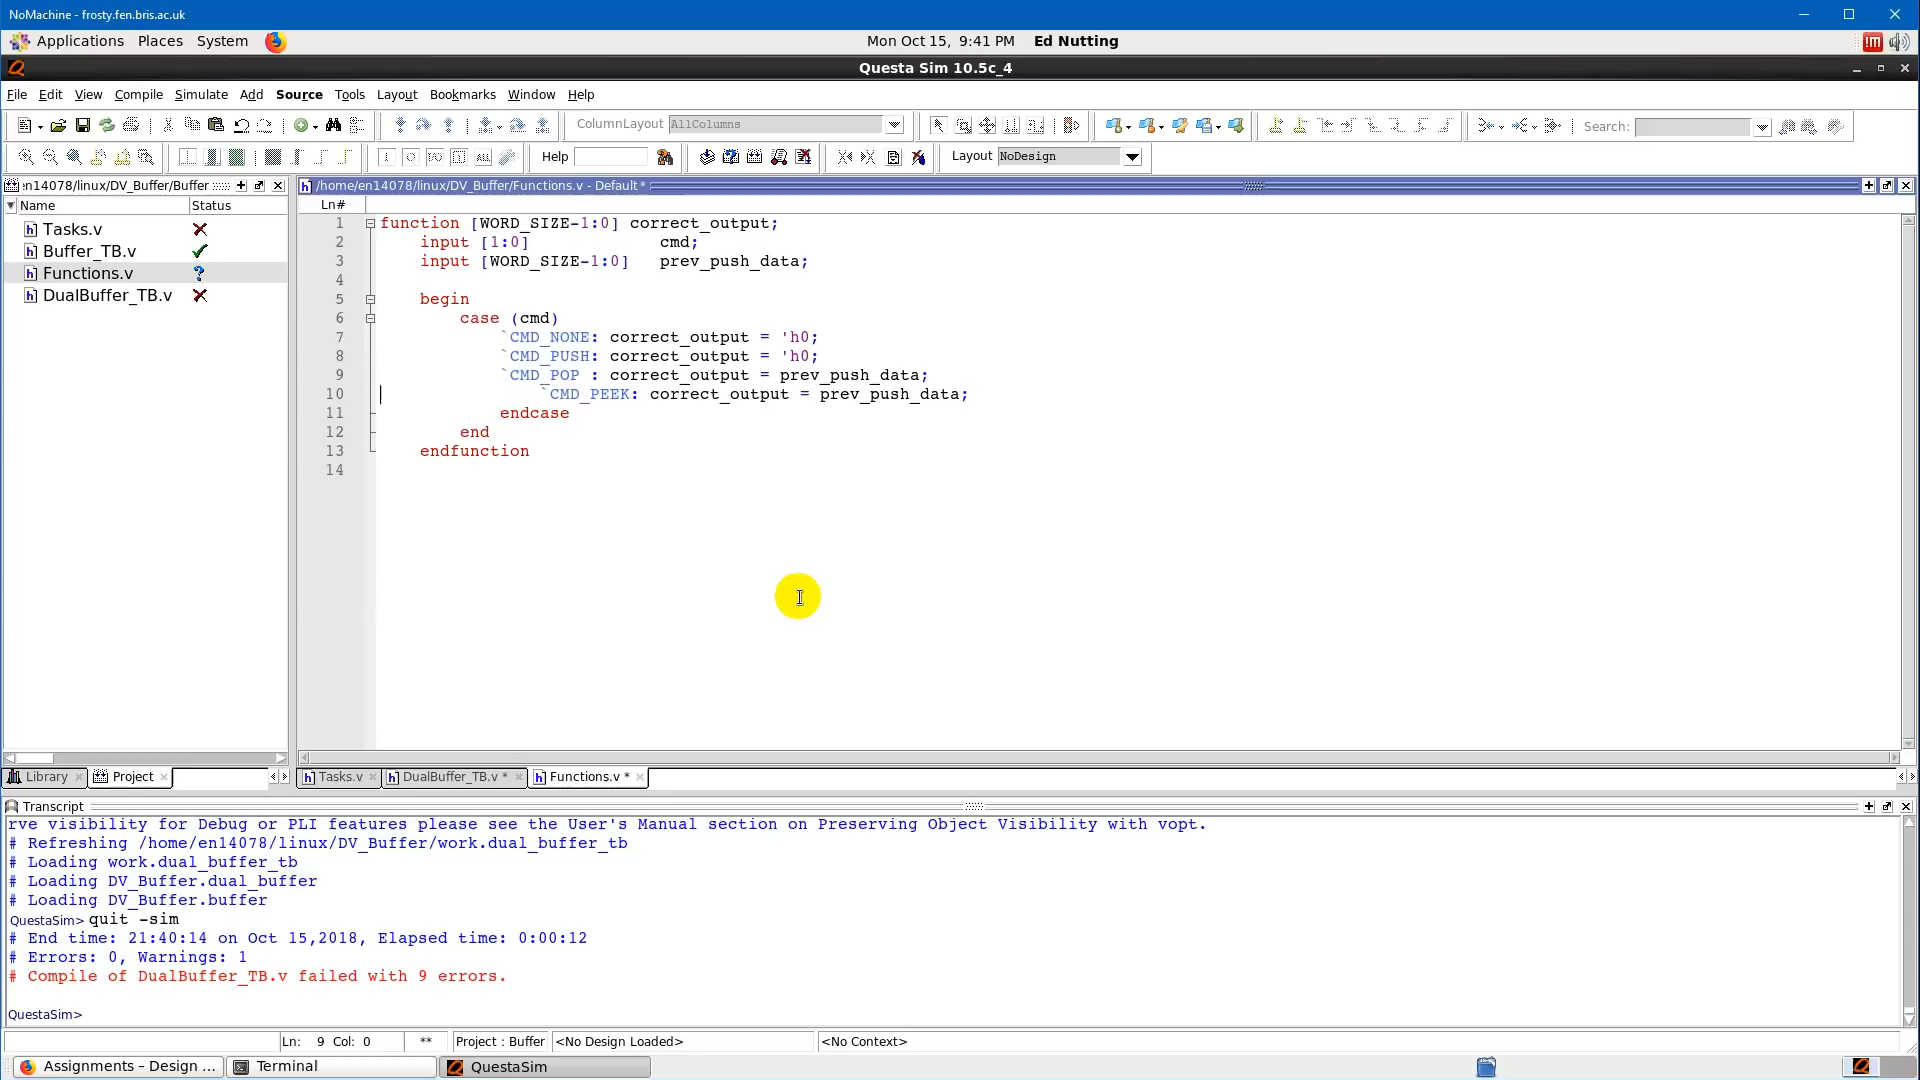 NoMachine - frosty.fen.bris.ac.uk
Applications Places System Mon Oct 15, 9:41 PM Ed Nutting
Questa Sim 10.5c_4
File Edit View Compile Simulate Add Source Tools Layout Bookmarks Window Help
ColumnLayout AllColumns Search:
Help Layout NoDesign
en14078/linux/DV_Buffer/Buffer /home/en14078/linux/DV_Buffer/Functions.v - Default *
Name Status Ln#
Tasks.v
Buffer_TB.v
Functions.v
DualBuffer_TB.v
1 function [WORD_SIZE-1:0] correct_output;
2 input [1:0] cmd;
3 input [WORD_SIZE-1:0] prev_push_data;
4
5 begin
6 case (cmd)
7 `CMD_NONE: correct_output = 'h0;
8 `CMD_PUSH: correct_output = 'h0;
9 `CMD_POP : correct_output = prev_push_data;
10 `CMD_PEEK: correct_output = prev_push_data;
11 endcase
12 end
13 endfunction
14
Library Project Tasks.v DualBuffer_TB.v * Functions.v *
Transcript
rve visibility for Debug or PLI features please see the User's Manual section on Preserving Object Visibility with vopt.
# Refreshing /home/en14078/linux/DV_Buffer/work.dual_buffer_tb
# Loading work.dual_buffer_tb
# Loading DV_Buffer.dual_buffer
# Loading DV_Buffer.buffer
QuestaSim> quit -sim
# End time: 21:40:14 on Oct 15,2018, Elapsed time: 0:00:12
# Errors: 0, Warnings: 1
# Compile of DualBuffer_TB.v failed with 9 errors.
QuestaSim>
Ln: 9 Col: 0 ** Project : Buffer <No Design Loaded> <No Context>
Assignments – Design ... Terminal QuestaSim